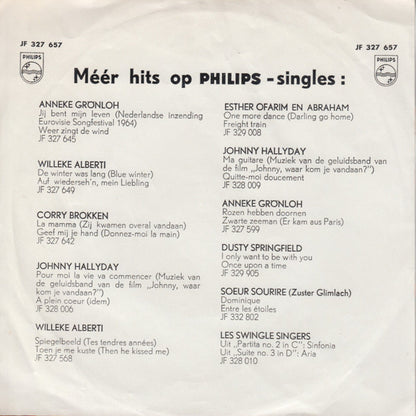 JF 327 657
JF 327 657
PHILIPS
PHILIPS
Méér hits op PHILIPS - singles :
ANNEKE GRÖNLOH
Jij bent mijn leven (Nederlandse inzending
Eurovisie Songfestival 1964)
Weer zingt de wind
JF 327 645
WILLEKE ALBERTI
De winter was lang (Blue winter)
Auf wiederseh'n, mein Liebling
JF 327 649
CORRY BROKKEN
La mamma (Zij kwamen overal vandaan)
Geef mij je hand (Donnez-moi la main)
JF 327 642
JOHNNY HALLYDAY
Pour moi la vie va commencer (Muziek van
de geluidsband van de film „Johnny, waar
kom je vandaan?")
A plein coeur (idem)
JF 328 006
WILLEKE ALBERTI
Spiegelbeeld (Tes tendres années)
Toen je me kuste (Then he kissed me)
JF 327 568
ESTHER OFARIM EN ABRAHAM
One more dance (Darling go home)
Freight train
JF 329 008
JOHNNY HALLYDAY
Ma guitare (Muziek van de geluidsband van
de film „Johnny, waar kom je vandaan?")
Quitte-moi doucement
JF 328 009
ANNEKE GRÖNLOH
Rozen hebben doornen
Zwarte zeeman (Er kam aus Paris)
JF 327 599
DUSTY SPRINGFIELD
I only want to be with you
Once upon a time
JF 329 905
SOEUR SOURIRE (Zuster Glimlach)
Dominique
Entre les étoiles
JF 332 802
LES SWINGLE SINGERS
Uit „Partita no. 2 in C": Sinfonia
Uit „Suite no. 3 in D": Aria
JF 328 010